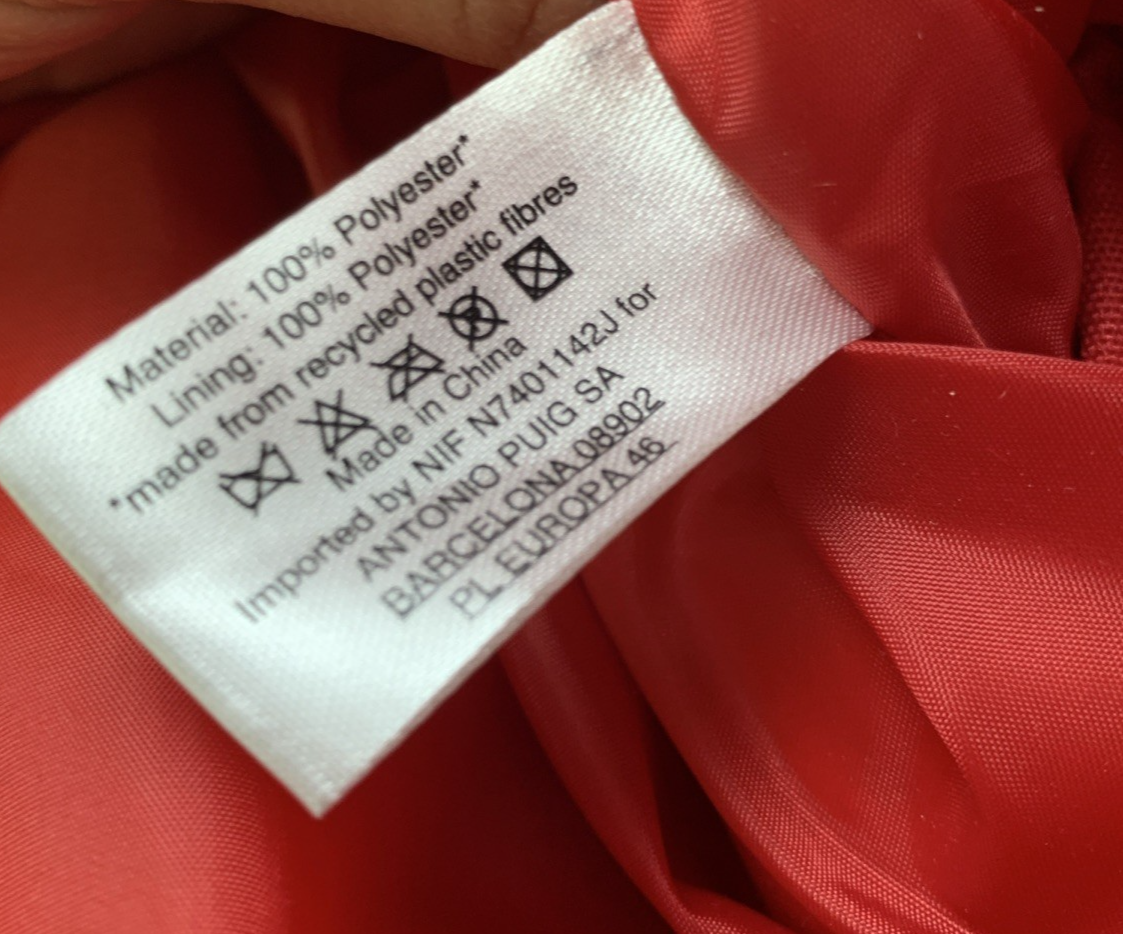 Material: 100% Polyester*
Lining: 100% Polyester*
*made from recycled plastic fibres
Made in China
Imported by NIF N7401142J for
ANTONIO PUIG SA
BARCELONA 08902
PL EUROPA 46